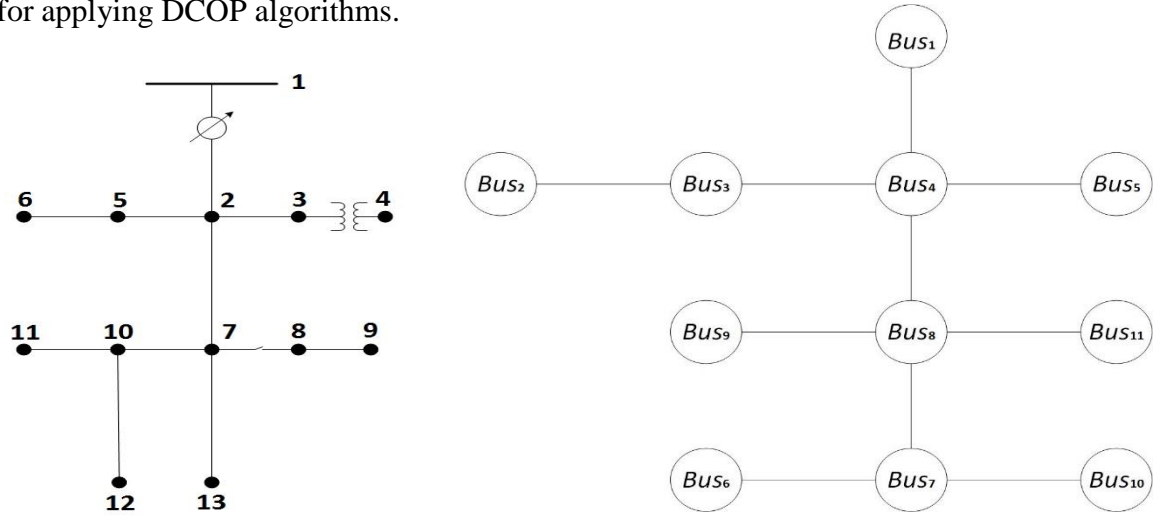 for applying DCOP algorithms.
1
6 5 2 3 4
11 10 7 8 9
12 13
Bus₁
Bus₂ Bus₃ Bus₄ Bus₅
Bus₉ Bus₈ Bus₁₁
Bus₆ Bus₇ Bus₁₀